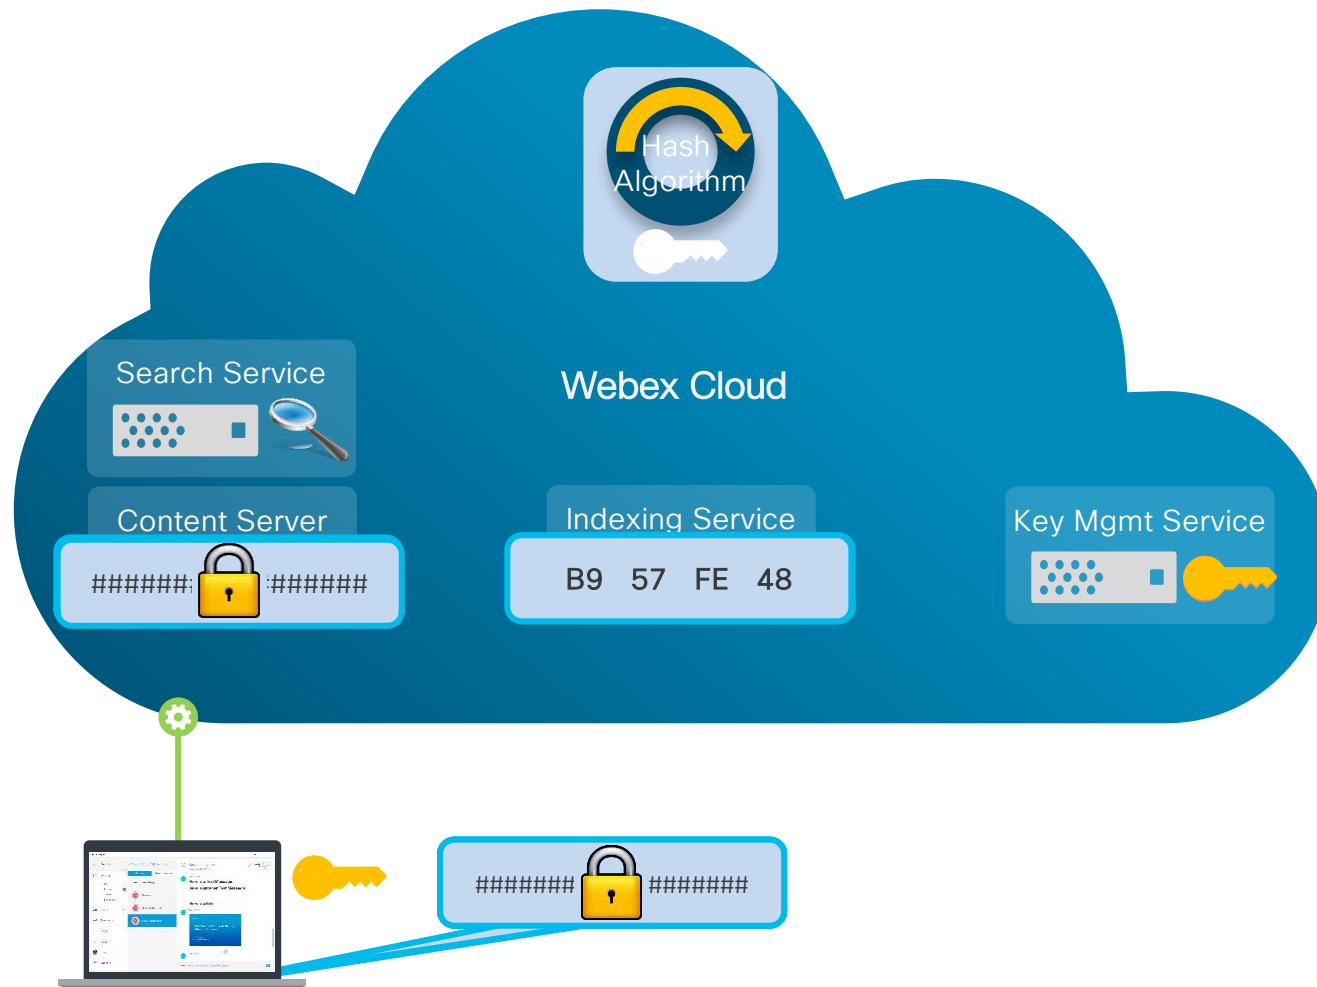 Hash
Algorithm
Search Service
Webex Cloud
Content Server
Indexing Service
Key Mgmt Service
####### ######
B9 57 FE 48
####### #######